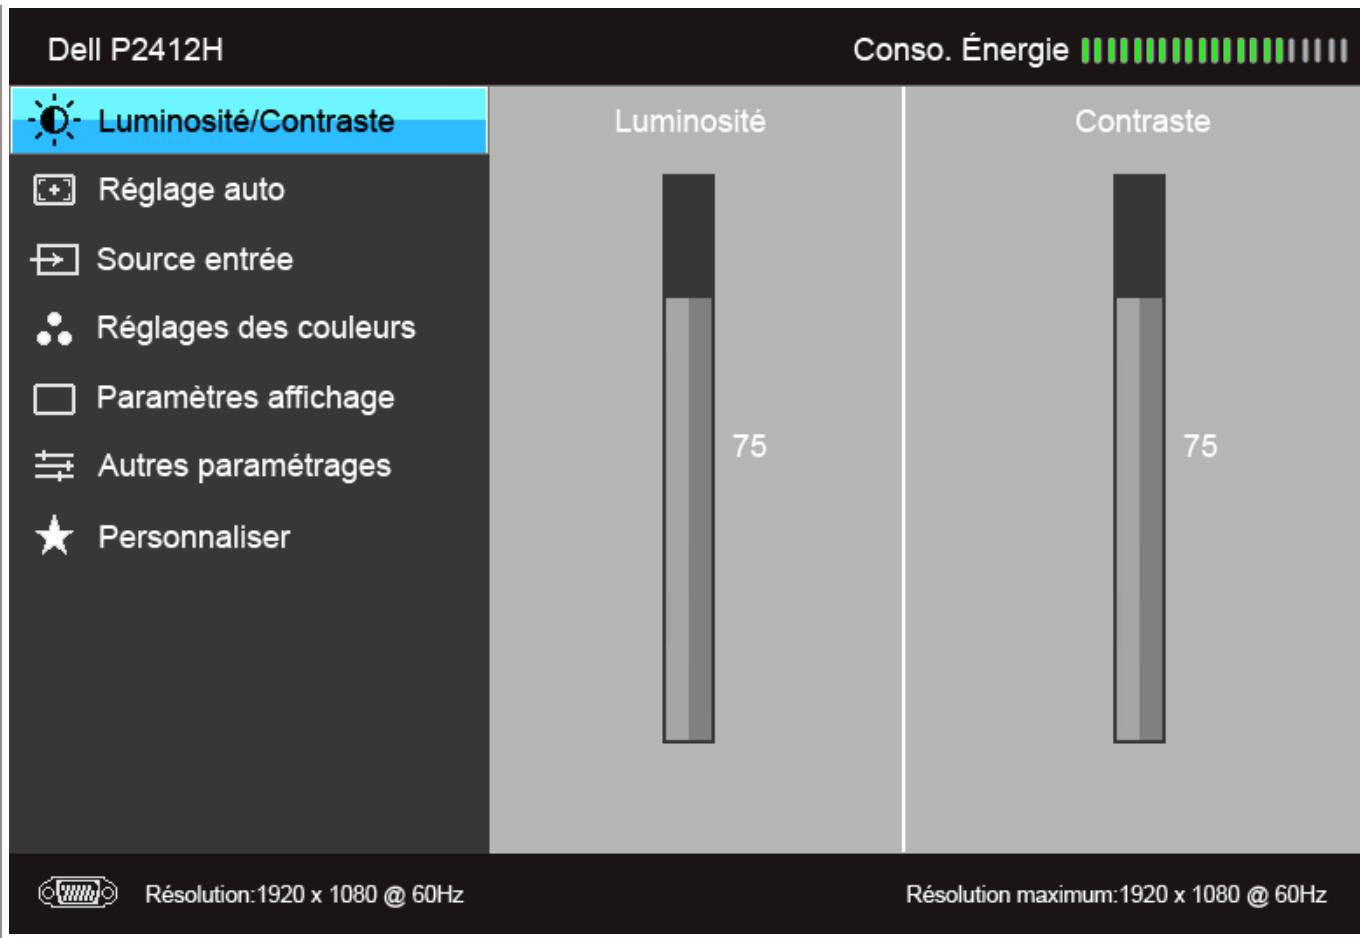 Dell P2412H
Conso. Énergie
Luminosité/Contraste
Luminosité
Contraste
Réglage auto
Source entrée
Réglages des couleurs
Paramètres affichage
Autres paramétrages
Personnaliser
75
75
Résolution:1920 x 1080 @ 60Hz
Résolution maximum:1920 x 1080 @ 60Hz